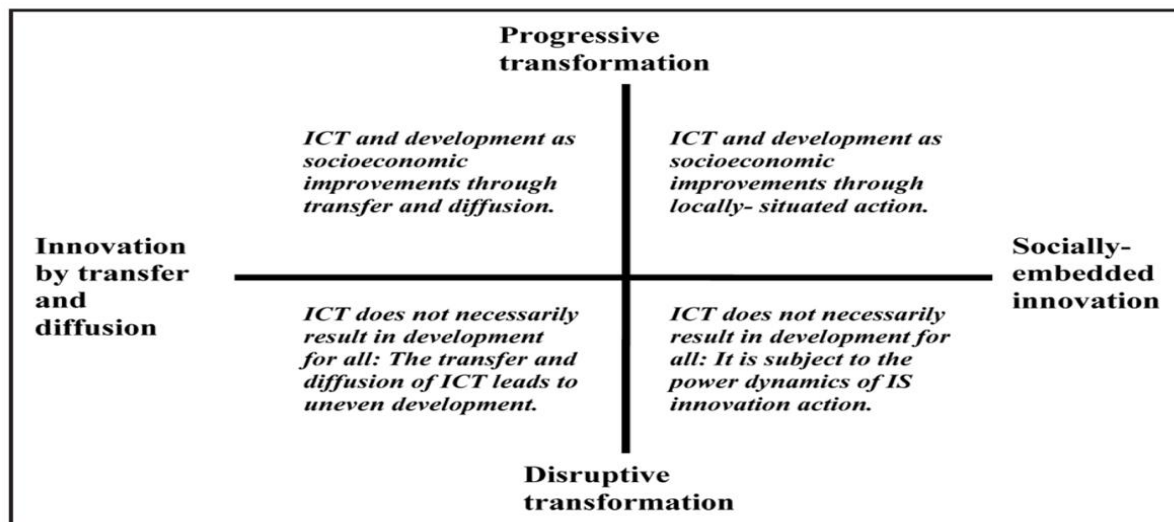 Progressive
transformation
ICT and development as
socioeconomic
improvements through
transfer and diffusion.
ICT and development as
socioeconomic
improvements through
locally- situated action.
Innovation
by transfer
and
diffusion
Socially-
embedded
innovation
ICT does not necessarily
result in development
for all: The transfer and
diffusion of ICT leads to
uneven development.
ICT does not necessarily
result in development for
all: It is subject to the
power dynamics of IS
innovation action.
Disruptive
transformation